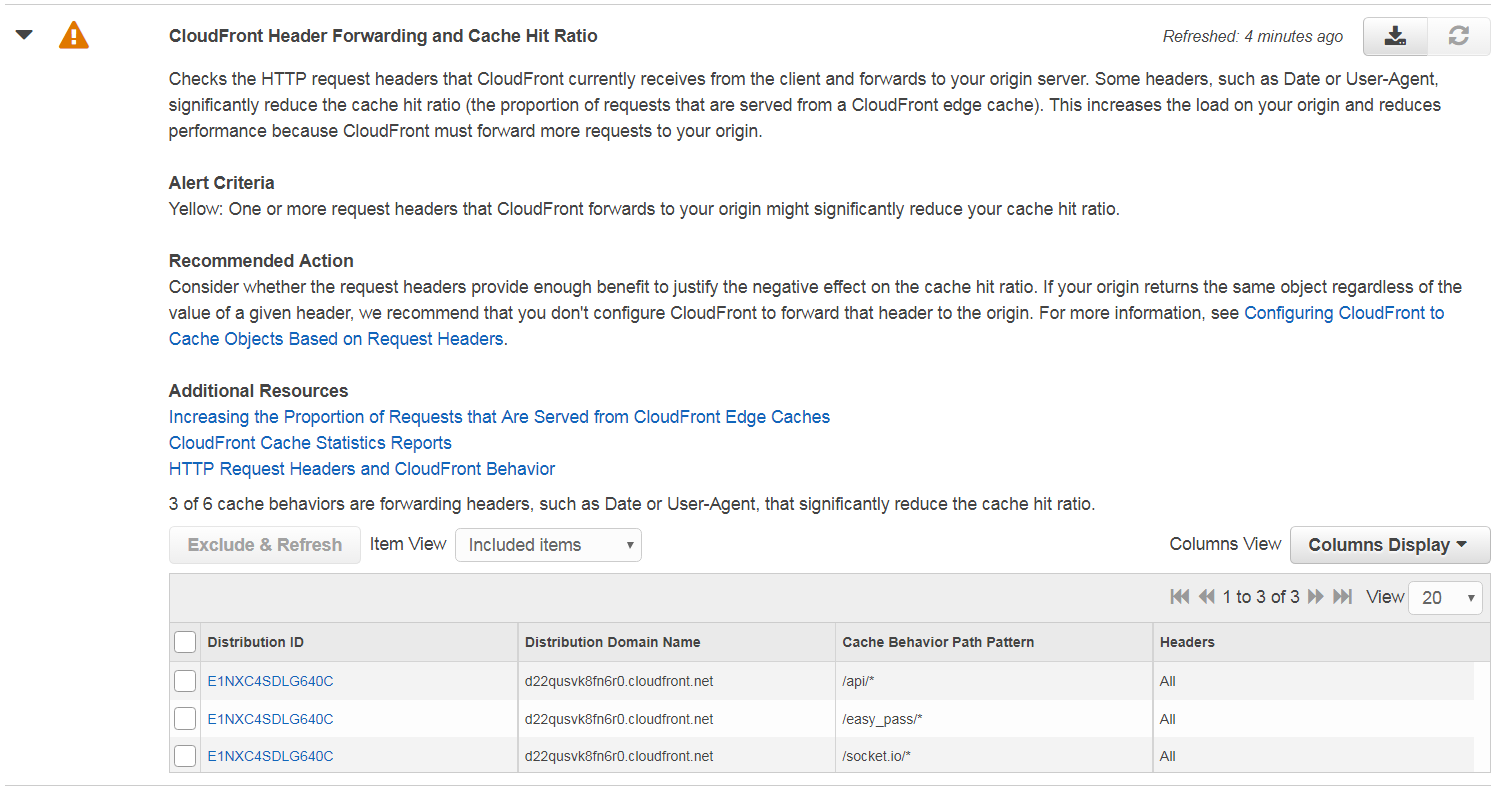 CloudFront Header Forwarding and Cache Hit Ratio
Refreshed: 4 minutes ago
Checks the HTTP request headers that CloudFront currently receives from the client and forwards to your origin server. Some headers, such as Date or User-Agent,
significantly reduce the cache hit ratio (the proportion of requests that are served from a CloudFront edge cache). This increases the load on your origin and reduces
performance because CloudFront must forward more requests to your origin.
Alert Criteria
Yellow: One or more request headers that CloudFront forwards to your origin might significantly reduce your cache hit ratio.
Recommended Action
Consider whether the request headers provide enough benefit to justify the negative effect on the cache hit ratio. If your origin returns the same object regardless of the
value of a given header, we recommend that you don't configure CloudFront to forward that header to the origin. For more information, see Configuring CloudFront to
Cache Objects Based on Request Headers.
Additional Resources
Increasing the Proportion of Requests that Are Served from CloudFront Edge Caches
CloudFront Cache Statistics Reports
HTTP Request Headers and CloudFront Behavior
3 of 6 cache behaviors are forwarding headers, such as Date or User-Agent, that significantly reduce the cache hit ratio.
Exclude & Refresh Item View Included items Columns View Columns Display
1 to 3 of 3 View 20
Distribution ID Distribution Domain Name Cache Behavior Path Pattern Headers
E1NXC4SDLG640C d22qusvk8fn6r0.cloudfront.net /api/* All
E1NXC4SDLG640C d22qusvk8fn6r0.cloudfront.net /easy_pass/* All
E1NXC4SDLG640C d22qusvk8fn6r0.cloudfront.net /socket.io/* All